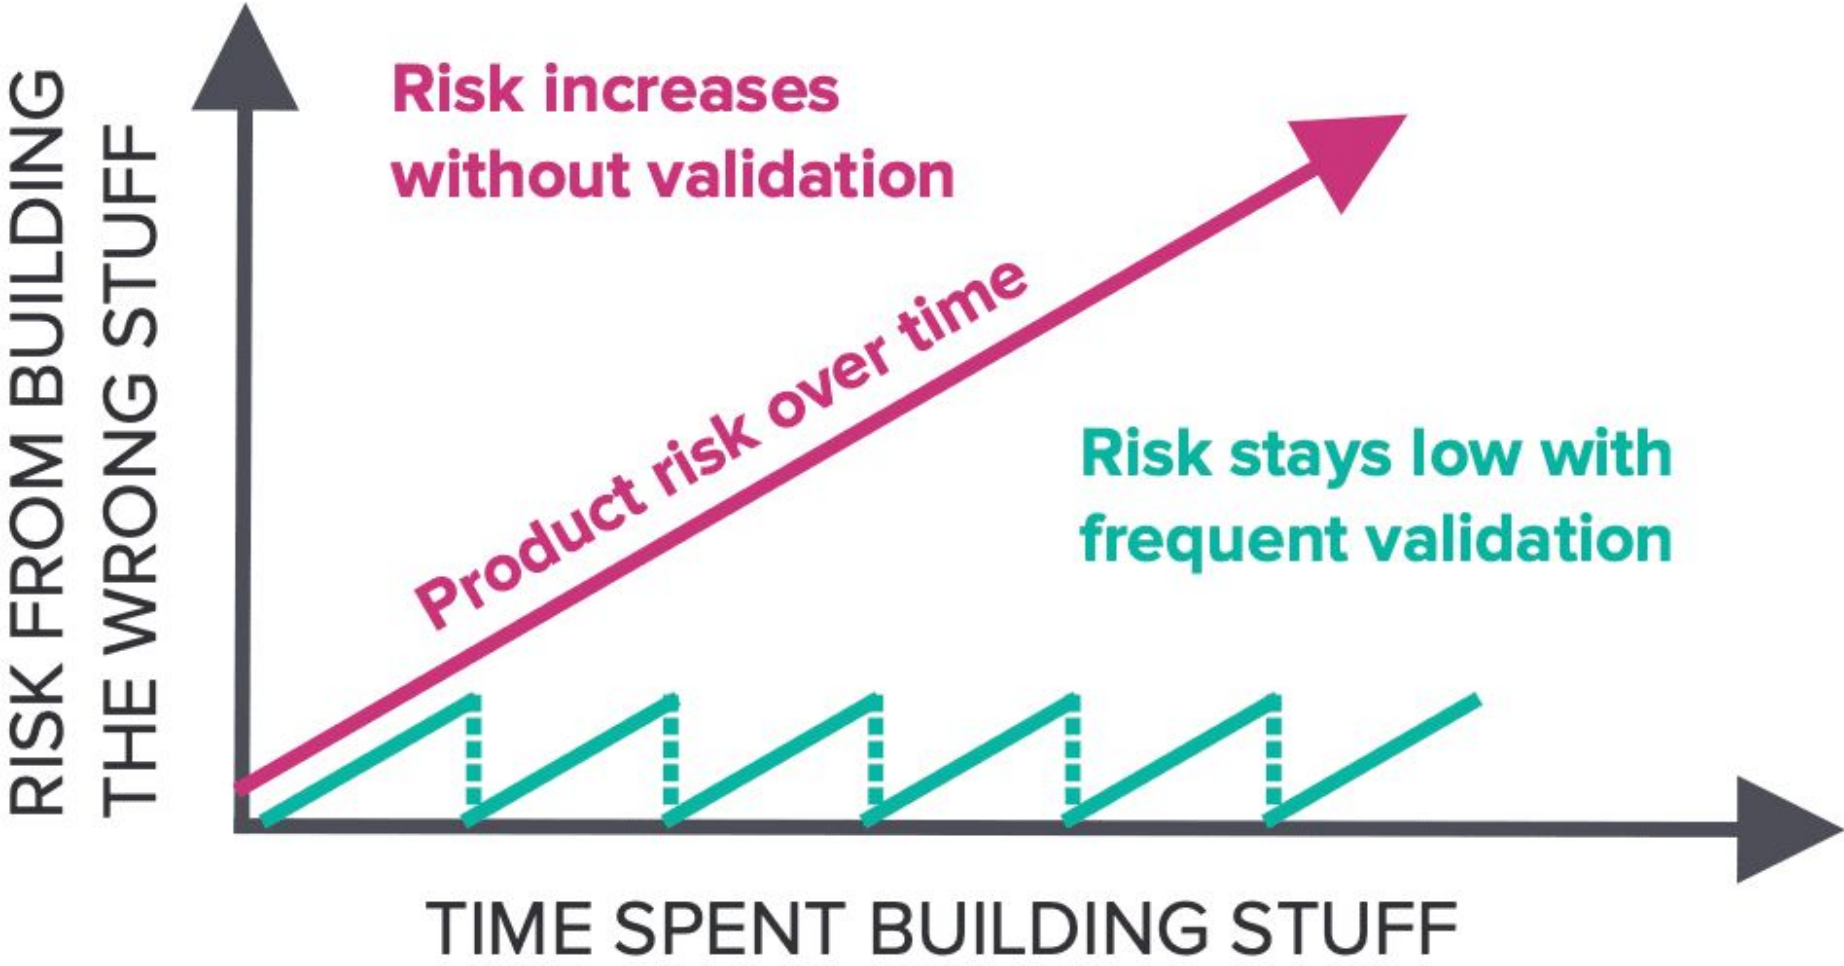 RISK FROM BUILDING
THE WRONG STUFF
Risk increases
without validation
Product risk over time
Risk stays low with
frequent validation
TIME SPENT BUILDING STUFF